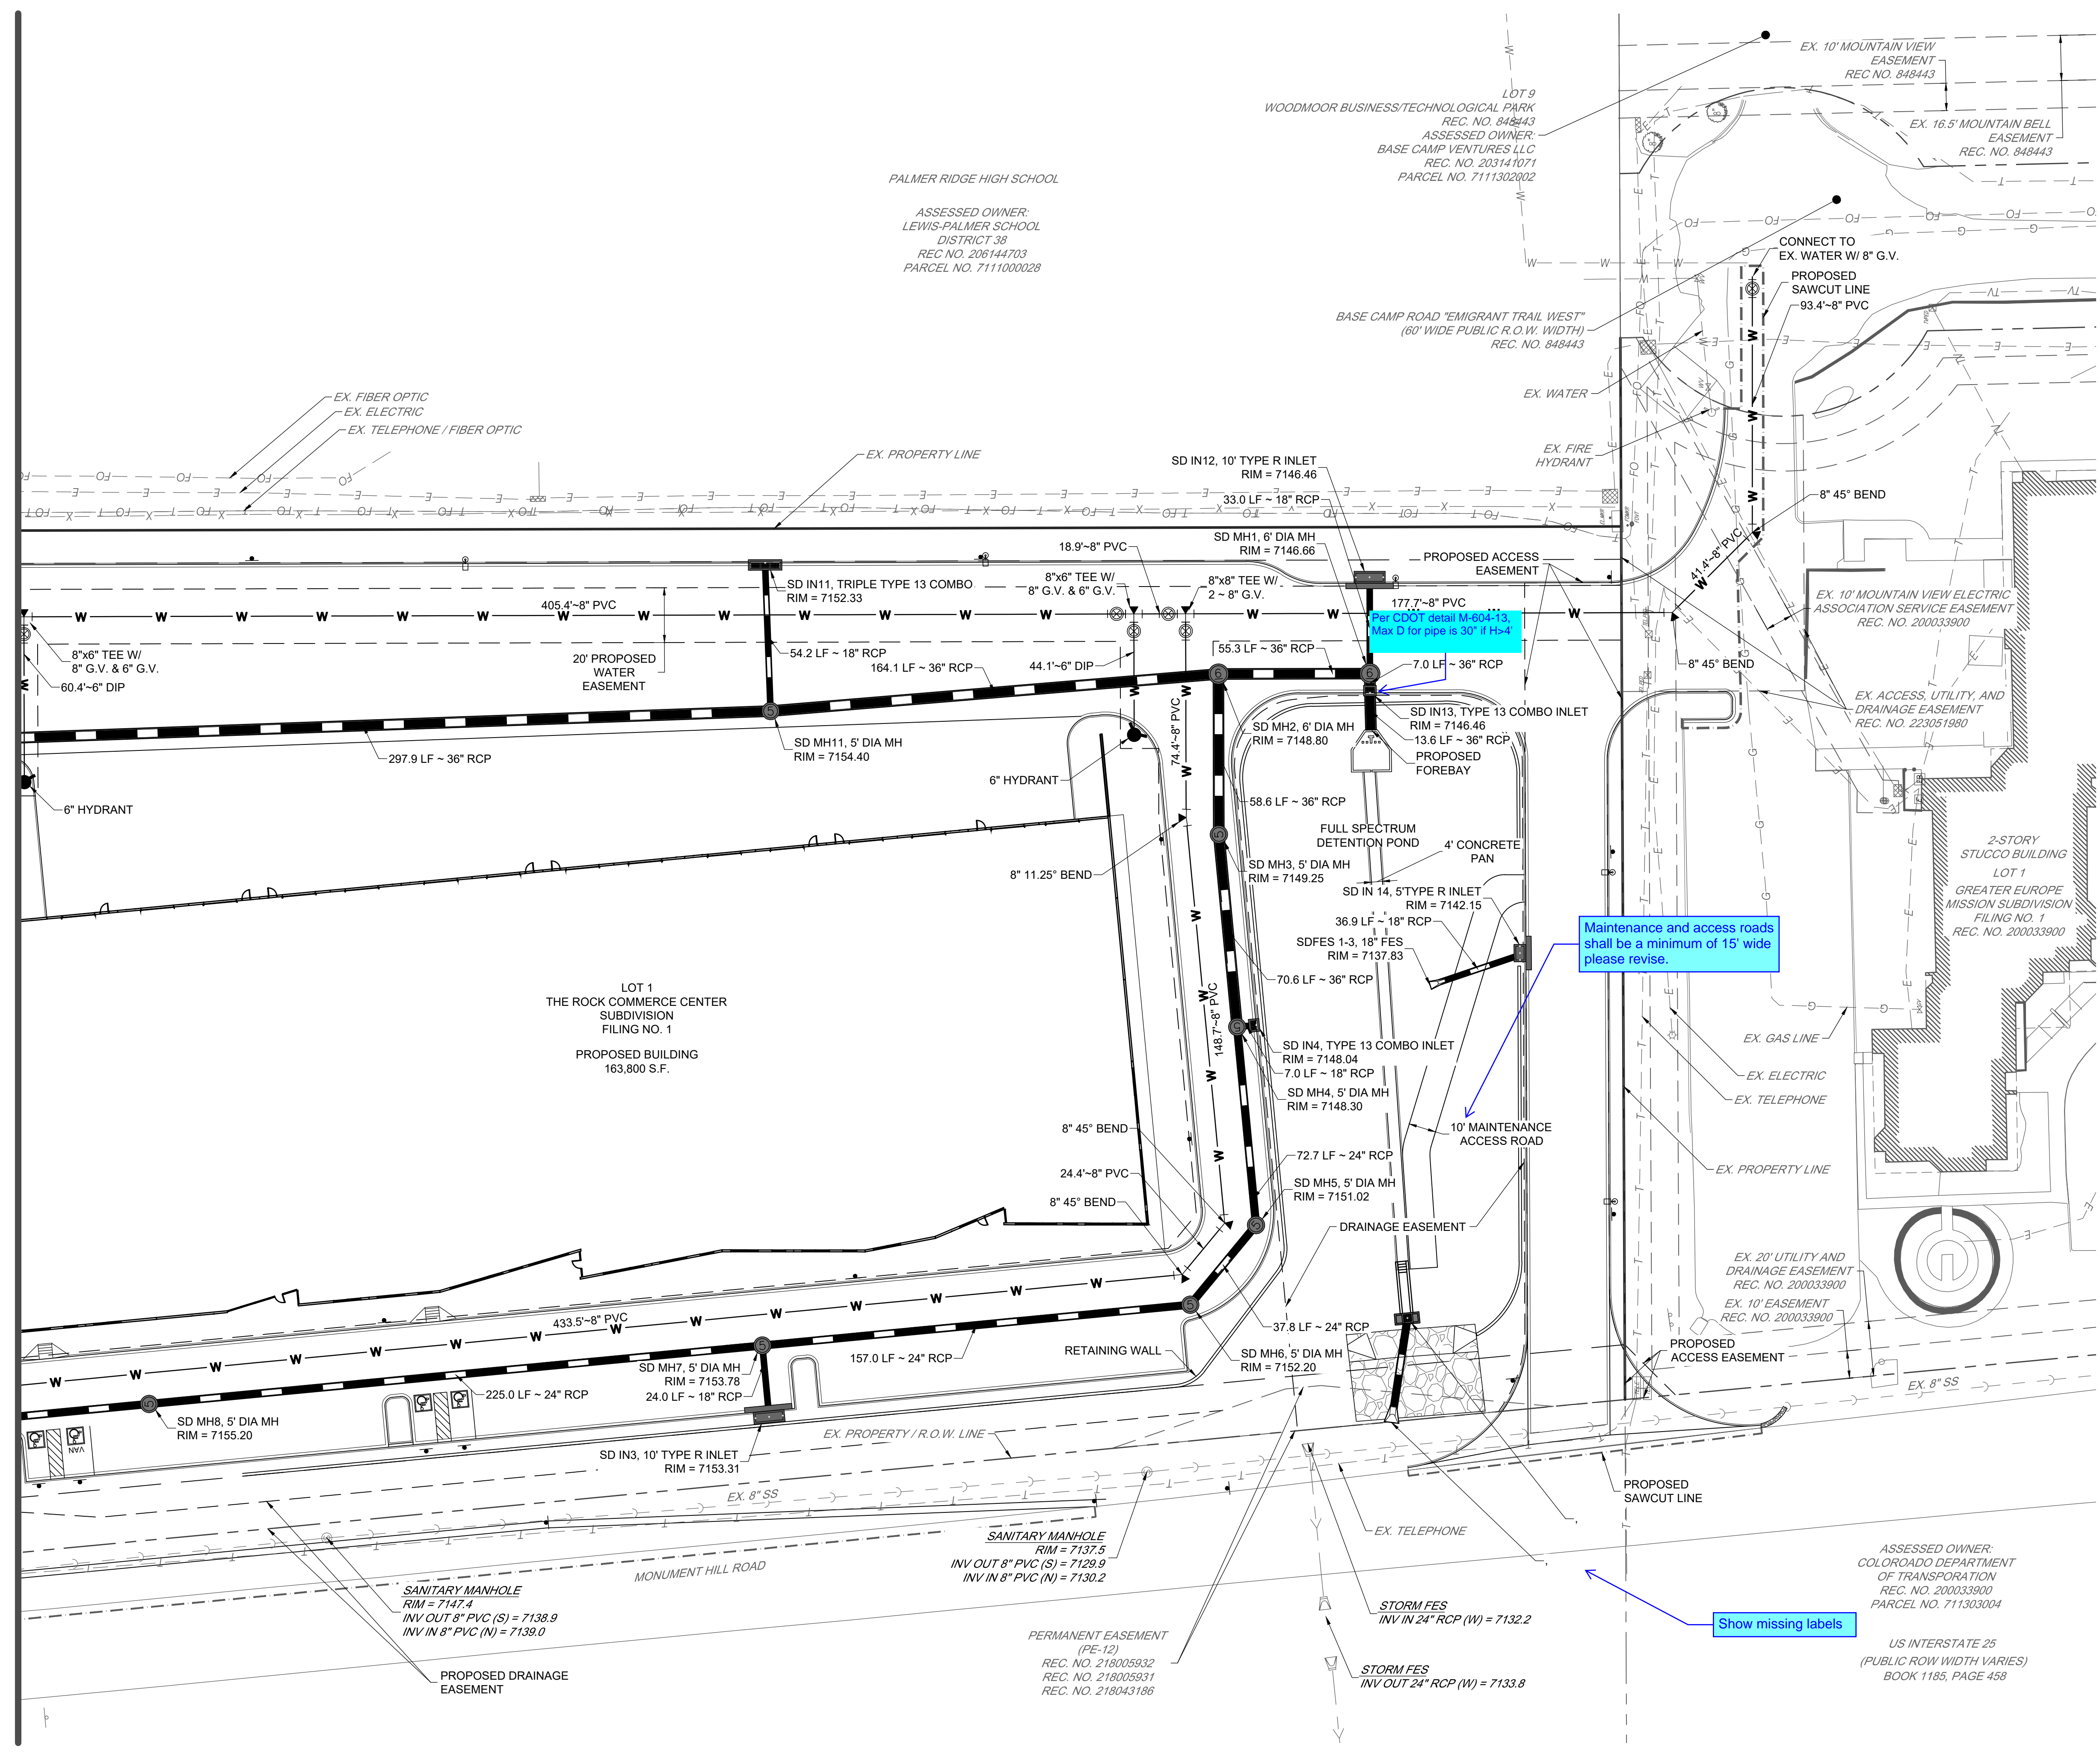 EX. 10' MOUNTAIN VIEW
EASEMENT
REC NO. 848443
LOT 9
WOODMOOR BUSINESS/TECHNOLOGICAL PARK
REC. NO. 848443
ASSESSED OWNER:
BASE CAMP VENTURES LLC
REC. NO. 203141071
PARCEL NO. 7111302002
EX. 16.5' MOUNTAIN BELL
EASEMENT
REC. NO. 848443
PALMER RIDGE HIGH SCHOOL
ASSESSED OWNER:
LEWIS-PALMER SCHOOL
DISTRICT 38
REC NO. 206144703
PARCEL NO. 7111000028
CONNECT TO
EX. WATER W/ 8" G.V.
PROPOSED
SAWCUT LINE
93.4'~8" PVC
BASE CAMP ROAD "EMIGRANT TRAIL WEST"
(60' WIDE PUBLIC R.O.W. WIDTH)
REC. NO. 848443
EX. WATER
EX. FIRE
HYDRANT
EX. FIBER OPTIC
EX. ELECTRIC
EX. TELEPHONE / FIBER OPTIC
EX. PROPERTY LINE
SD IN12, 10' TYPE R INLET
RIM = 7146.46
33.0 LF ~ 18" RCP
SD MH1, 6' DIA MH
RIM = 7146.66
8" 45° BEND
41.4'~8" PVC
18.9'~8" PVC
PROPOSED ACCESS
EASEMENT
SD IN11, TRIPLE TYPE 13 COMBO
RIM = 7152.33
8"x6" TEE W/
8" G.V. & 6" G.V.
8"x8" TEE W/
2 ~ 8" G.V.
405.4'~8" PVC
177.7'~8" PVC
Per CDOT detail M-604-13,
Max D for pipe is 30" if H>4'
EX. 10' MOUNTAIN VIEW ELECTRIC
ASSOCIATION SERVICE EASEMENT
REC. NO. 200033900
8"x6" TEE W/
8" G.V. & 6" G.V.
60.4'~6" DIP
20' PROPOSED
WATER
EASEMENT
54.2 LF ~ 18" RCP
164.1 LF ~ 36" RCP
44.1'~6" DIP
55.3 LF ~ 36" RCP
7.0 LF ~ 36" RCP
8" 45° BEND
EX. ACCESS, UTILITY, AND
DRAINAGE EASEMENT
REC. NO. 223051980
SD IN13, TYPE 13 COMBO INLET
RIM = 7146.46
13.6 LF ~ 36" RCP
PROPOSED
FOREBAY
SD MH2, 6' DIA MH
RIM = 7148.80
74.4'~8" PVC
SD MH11, 5' DIA MH
RIM = 7154.40
297.9 LF ~ 36" RCP
6" HYDRANT
6" HYDRANT
58.6 LF ~ 36" RCP
FULL SPECTRUM
DETENTION POND
4' CONCRETE
PAN
2-STORY
STUCCO BUILDING
LOT 1
GREATER EUROPE
MISSION SUBDIVISION
FILING NO. 1
REC. NO. 200033900
8" 11.25° BEND
SD MH3, 5' DIA MH
RIM = 7149.25
SD IN 14, 5'TYPE R INLET
RIM = 7142.15
36.9 LF ~ 18" RCP
SDFES 1-3, 18" FES
RIM = 7137.83
Maintenance and access roads
shall be a minimum of 15' wide
please revise.
70.6 LF ~ 36" RCP
LOT 1
THE ROCK COMMERCE CENTER
SUBDIVISION
FILING NO. 1
PROPOSED BUILDING
163,800 S.F.
148.7'~8" PVC
SD IN4, TYPE 13 COMBO INLET
RIM = 7148.04
7.0 LF ~ 18" RCP
SD MH4, 5' DIA MH
RIM = 7148.30
EX. GAS LINE
EX. ELECTRIC
EX. TELEPHONE
8" 45° BEND
10' MAINTENANCE
ACCESS ROAD
72.7 LF ~ 24" RCP
24.4'~8" PVC
EX. PROPERTY LINE
SD MH5, 5' DIA MH
RIM = 7151.02
8" 45° BEND
DRAINAGE EASEMENT
EX. 20' UTILITY AND
DRAINAGE EASEMENT
REC. NO. 200033900
EX. 10' EASEMENT
REC. NO. 200033900
433.5'~8" PVC
37.8 LF ~ 24" RCP
PROPOSED
ACCESS EASEMENT
157.0 LF ~ 24" RCP
RETAINING WALL
SD MH6, 5' DIA MH
RIM = 7152.20
SD MH7, 5' DIA MH
RIM = 7153.78
24.0 LF ~ 18" RCP
225.0 LF ~ 24" RCP
EX. 8" SS
SD MH8, 5' DIA MH
RIM = 7155.20
VAN
EX. PROPERTY / R.O.W. LINE
SD IN3, 10' TYPE R INLET
RIM = 7153.31
PROPOSED
SAWCUT LINE
EX. 8" SS
EX. TELEPHONE
SANITARY MANHOLE
RIM = 7137.5
INV OUT 8" PVC (S) = 7129.9
INV IN 8" PVC (N) = 7130.2
MONUMENT HILL ROAD
SANITARY MANHOLE
RIM = 7147.4
INV OUT 8" PVC (S) = 7138.9
INV IN 8" PVC (N) = 7139.0
ASSESSED OWNER:
COLOROADO DEPARTMENT
OF TRANSPORATION
REC. NO. 200033900
PARCEL NO. 711303004
STORM FES
INV IN 24" RCP (W) = 7132.2
Show missing labels
PERMANENT EASEMENT
(PE-12)
REC. NO. 218005932
REC. NO. 218005931
REC. NO. 218043186
US INTERSTATE 25
(PUBLIC ROW WIDTH VARIES)
BOOK 1185, PAGE 458
STORM FES
INV OUT 24" RCP (W) = 7133.8
PROPOSED DRAINAGE
EASEMENT